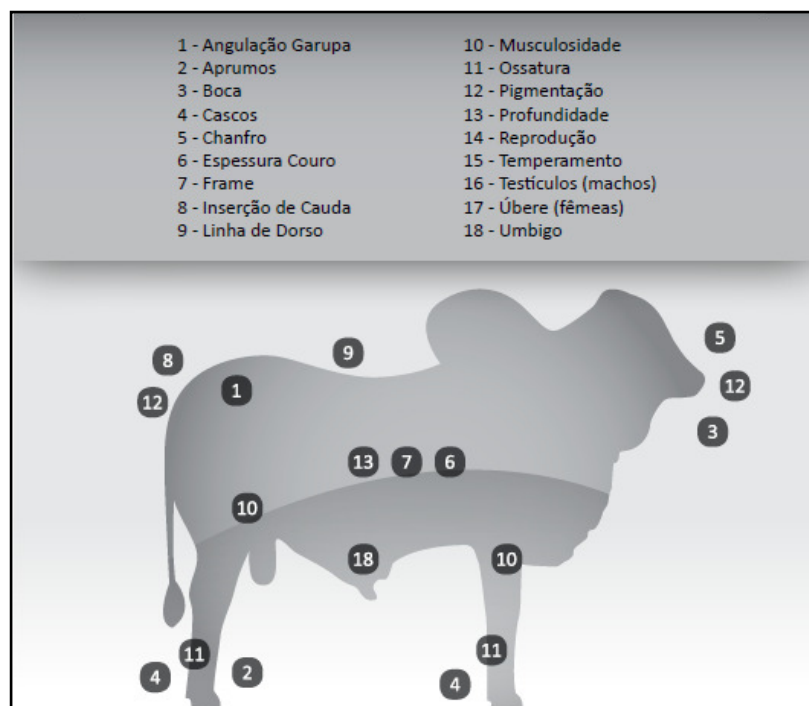 1 - Angulação Garupa
2 - Aprumos
3 - Boca
4 - Cascos
5 - Chanfro
6 - Espessura Couro
7 - Frame
8 - Inserção de Cauda
9 - Linha de Dorso
10 - Musculosidade
11 - Ossatura
12 - Pigmentação
13 - Profundidade
14 - Reprodução
15 - Temperamento
16 - Testículos (machos)
17 - Úbere (fêmeas)
18 - Umbigo
5
9
8
12
1
12
3
13 7 6
10
18 10
11 11
4 2 4